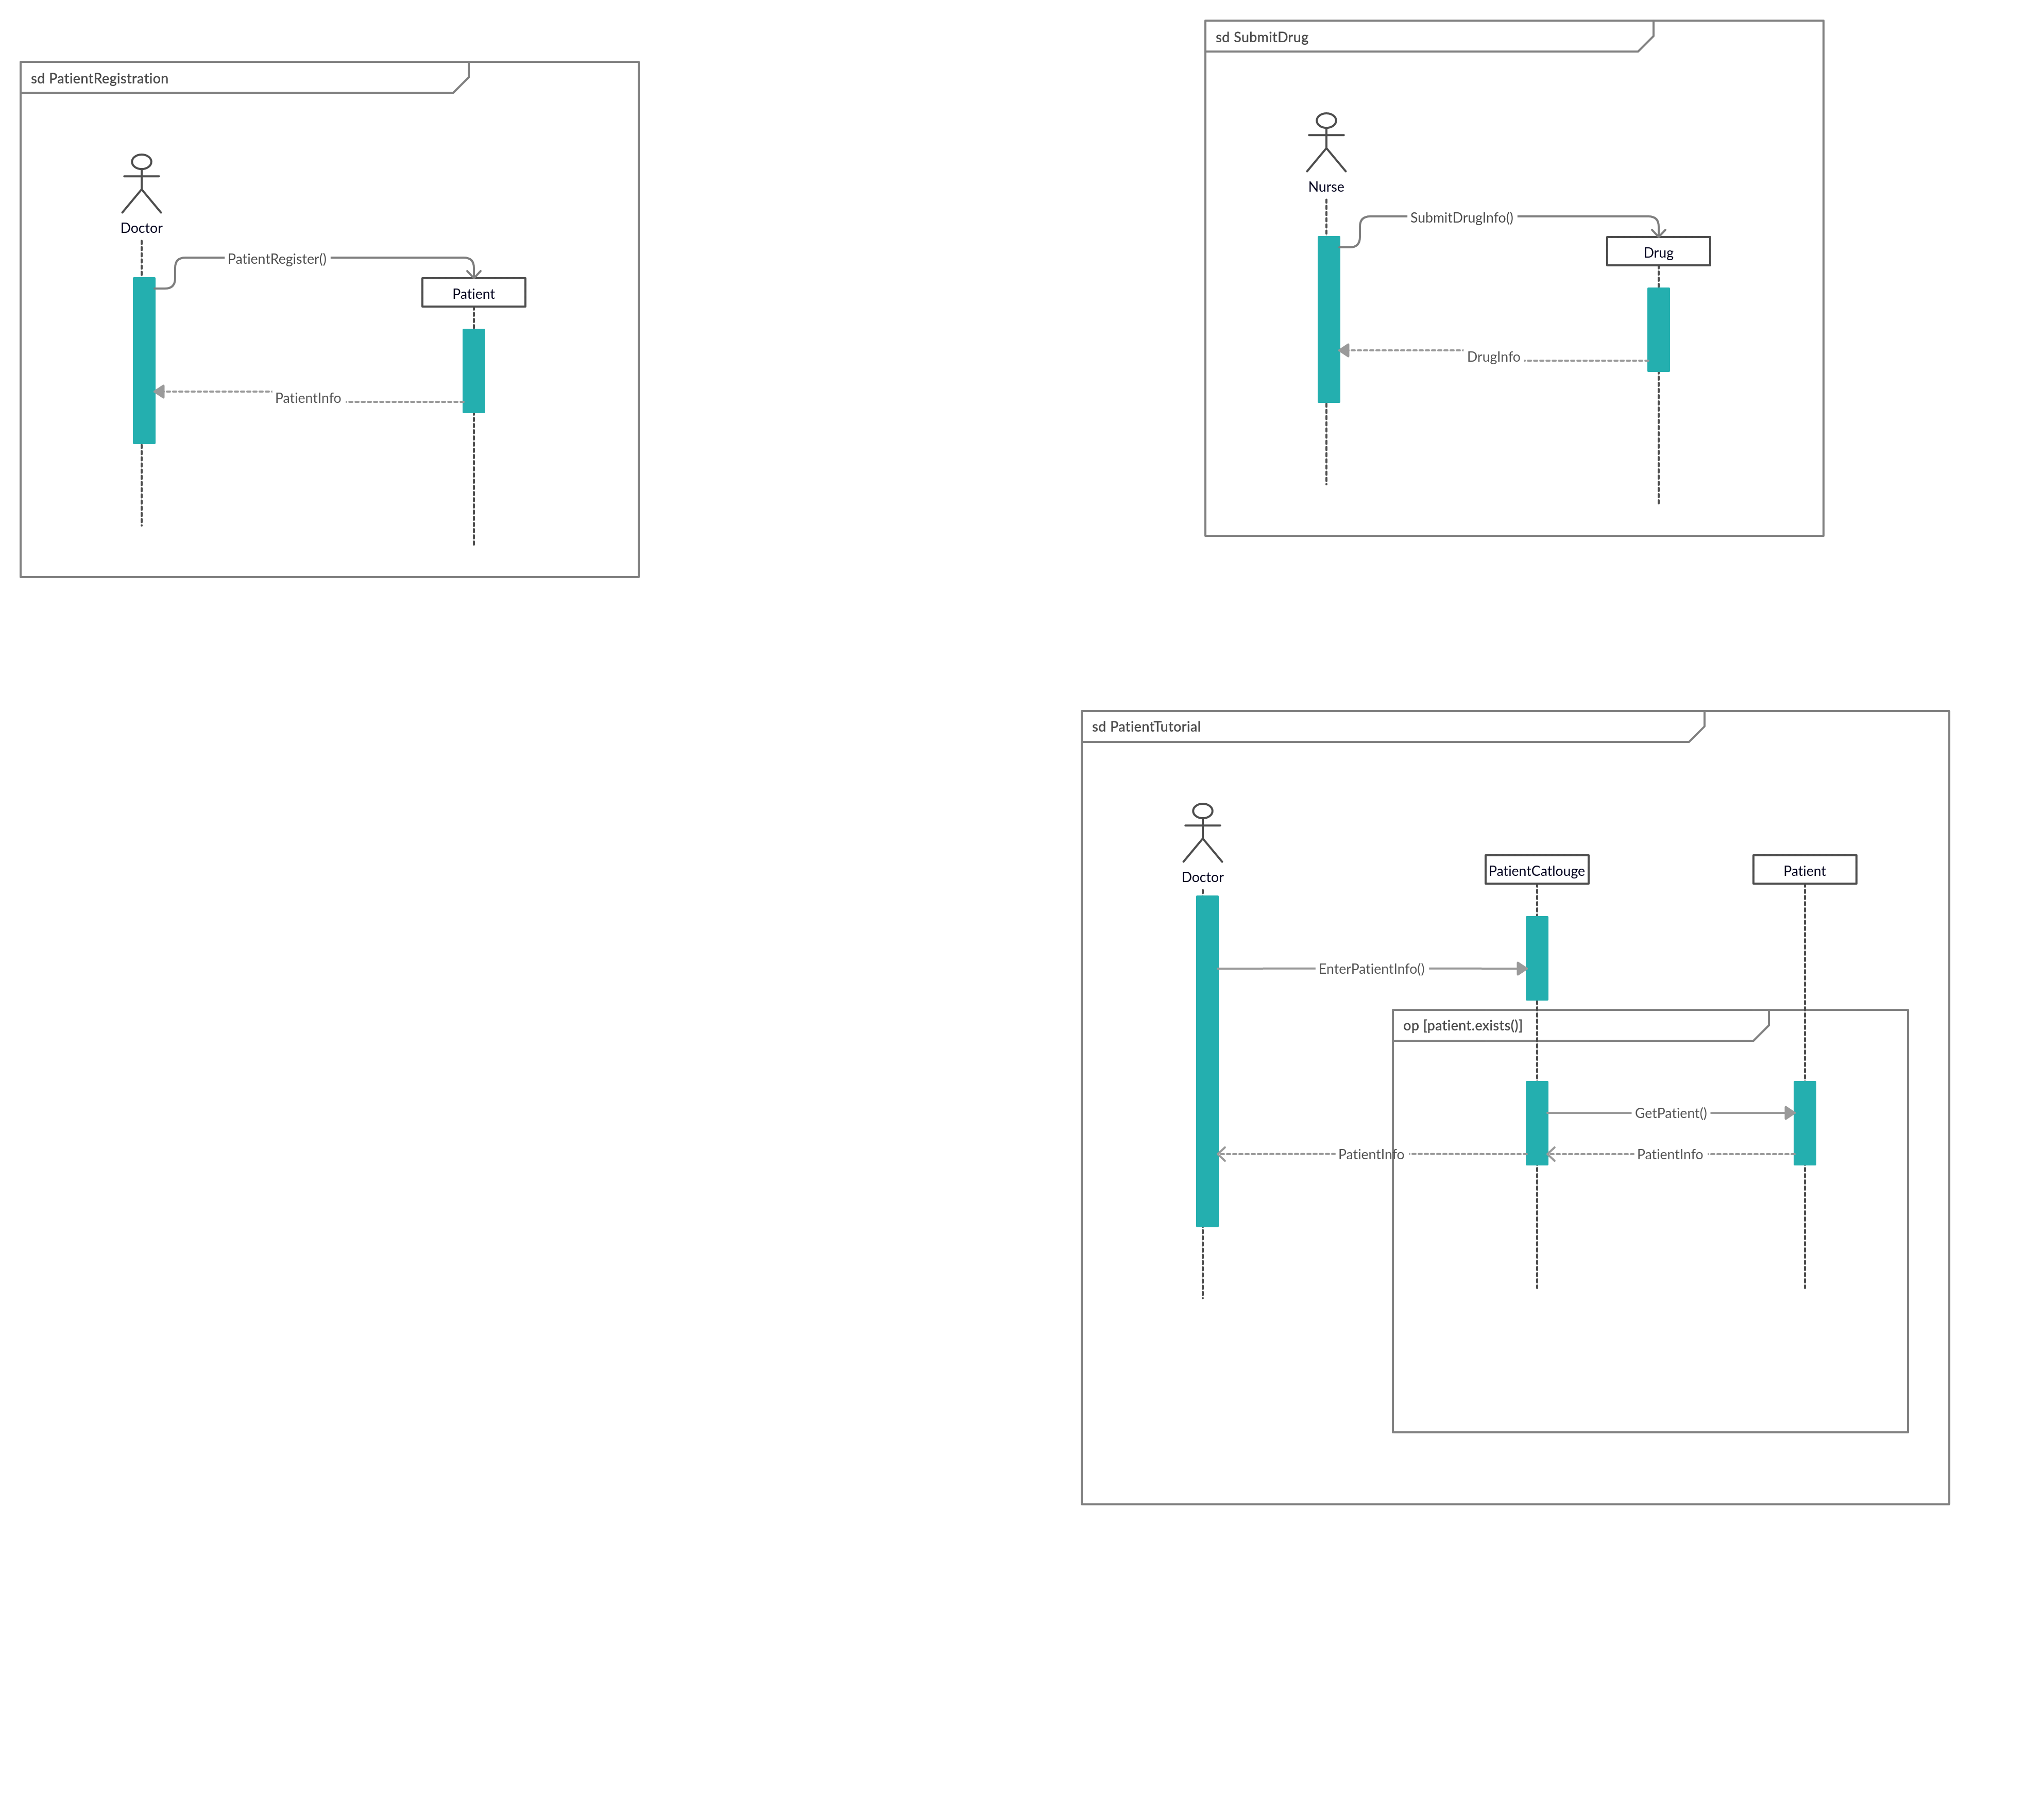 sd PatientRegistration
Doctor
PatientRegister()
Patient
PatientInfo
sd SubmitDrug
Nurse
SubmitDrugInfo()
Drug
DrugInfo
sd PatientTutorial
Doctor
PatientCatlouge
Patient
EnterPatientInfo()
op [patient.exists()]
GetPatient()
PatientInfo
PatientInfo